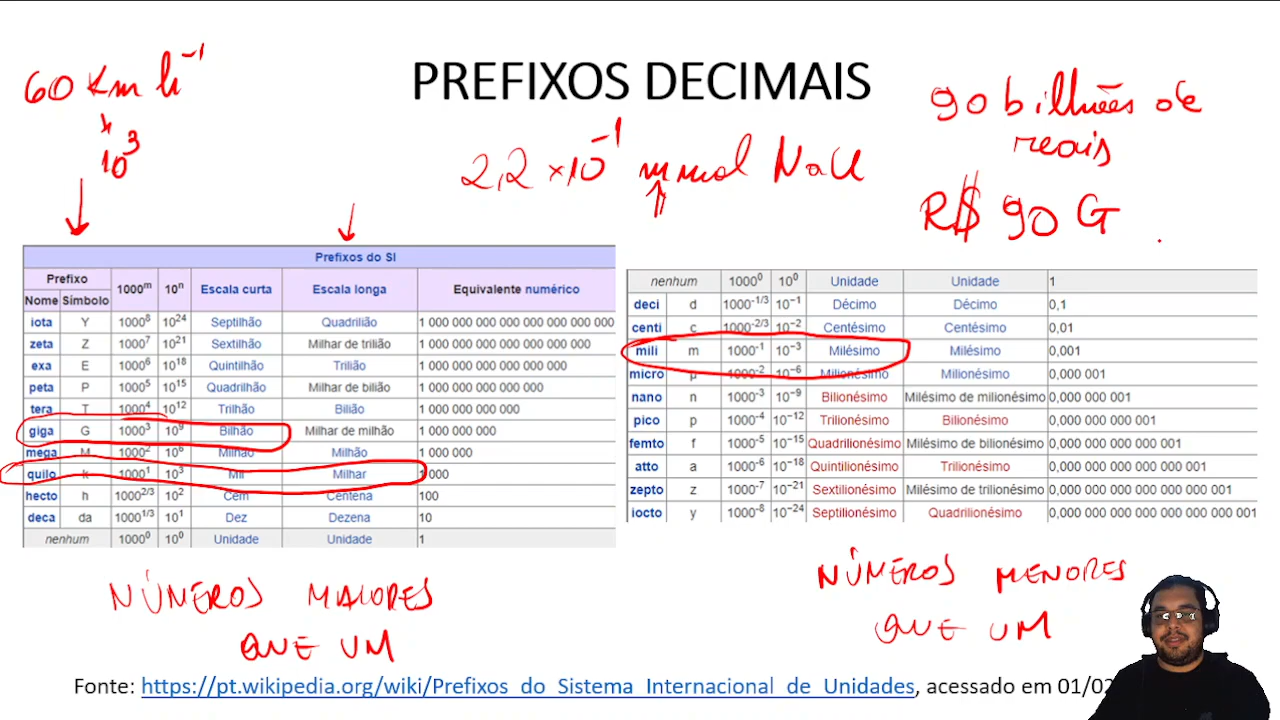 PREFIXOS DECIMAIS
60 Km h⁻¹
×
10³
2,2 × 10⁻¹ m mol NaCl
90 bilhões de
reais
R$ 90 G
Prefixos do SI
Prefixo 1000ᵐ 10ⁿ Escala curta Escala longa Equivalente numérico
Nome Símbolo
iota Y 1000⁸ 10²⁴ Septilhão Quadrilião 1 000 000 000 000 000 000 000 000
zeta Z 1000⁷ 10²¹ Sextilhão Milhar de trilião 1 000 000 000 000 000 000 000
exa E 1000⁶ 10¹⁸ Quintilhão Trilião 1 000 000 000 000 000 000
peta P 1000⁵ 10¹⁵ Quadrilhão Milhar de bilião 1 000 000 000 000 000
tera T 1000⁴ 10¹² Trilhão Bilião 1 000 000 000 000
giga G 1000³ 10⁹ Bilhão Milhar de milhão 1 000 000 000
mega M 1000² 10⁶ Milhão Milhão 1 000 000
quilo k 1000¹ 10³ Mil Milhar 1 000
hecto h 1000²/³ 10² Cem Centena 100
deca da 1000¹/³ 10¹ Dez Dezena 10
nenhum 1000⁰ 10⁰ Unidade Unidade 1
nenhum 1000⁰ 10⁰ Unidade Unidade 1
deci d 1000⁻¹/³ 10⁻¹ Décimo Décimo 0,1
centi c 1000⁻²/³ 10⁻² Centésimo Centésimo 0,01
mili m 1000⁻¹ 10⁻³ Milésimo Milésimo 0,001
micro µ 1000⁻² 10⁻⁶ Milionésimo Milionésimo 0,000 001
nano n 1000⁻³ 10⁻⁹ Bilionésimo Milésimo de milionésimo 0,000 000 001
pico p 1000⁻⁴ 10⁻¹² Trilionésimo Bilionésimo 0,000 000 000 001
femto f 1000⁻⁵ 10⁻¹⁵ Quadrilionésimo Milésimo de bilionésimo 0,000 000 000 000 001
atto a 1000⁻⁶ 10⁻¹⁸ Quintilionésimo Trilionésimo 0,000 000 000 000 000 001
zepto z 1000⁻⁷ 10⁻²¹ Sextilionésimo Milésimo de trilionésimo 0,000 000 000 000 000 000 001
iocto y 1000⁻⁸ 10⁻²⁴ Septilionésimo Quadrilionésimo 0,000 000 000 000 000 000 000 001
NÚMEROS MAIORES
QUE UM
NÚMEROS MENORES
QUE UM
Fonte: https://pt.wikipedia.org/wiki/Prefixos_do_Sistema_Internacional_de_Unidades, acessado em 01/02